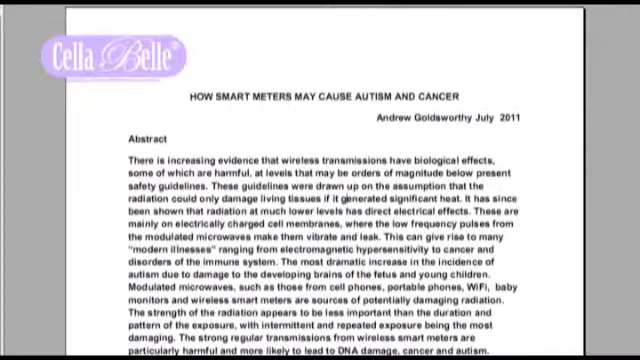 Cella Belle®
HOW SMART METERS MAY CAUSE AUTISM AND CANCER
Andrew Goldsworthy July 2011
Abstract
There is increasing evidence that wireless transmissions have biological effects,
some of which are harmful, at levels that may be orders of magnitude below present
safety guidelines. These guidelines were drawn up on the assumption that the
radiation could only damage living tissues if it generated significant heat. It has since
been shown that radiation at much lower levels has direct electrical effects. These are
mainly on electrically charged cell membranes, where the low frequency pulses from
the modulated microwaves make them vibrate and leak. This can give rise to many
"modern illnesses" ranging from electromagnetic hypersensitivity to cancer and
disorders of the immune system. The most dramatic increase in the incidence of
autism due to damage to the developing brains of the fetus and young children.
Modulated microwaves, such as those from cell phones, portable phones, WiFi, baby
monitors and wireless smart meters are sources of potentially damaging radiation.
The strength of the radiation appears to be less important than the duration and
pattern of the exposure, with intermittent and repeated exposure being the most
damaging. The strong regular transmissions from wireless smart meters are
particularly harmful and more likely to lead to DNA damage, cancer and autism.